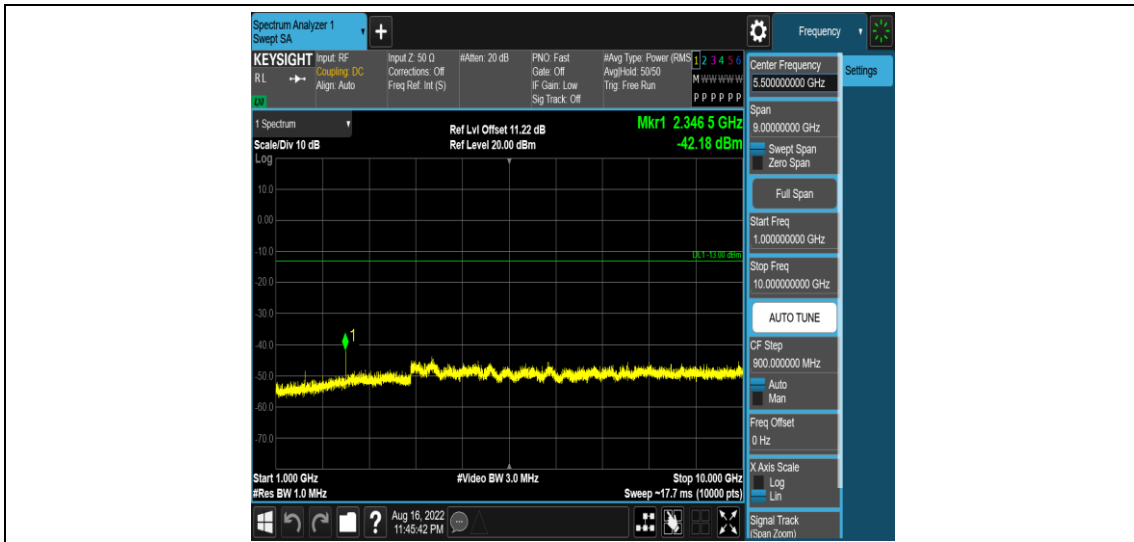 Spectrum Analyzer 1
Swept SA
+
Frequency
KEYSIGHT
RL
LM
Input: RF
Coupling: DC
Align: Auto
Input Z: 50 Ω
Corrections: Off
Freq Ref: Int (S)
#Atten: 20 dB
PNO: Fast
Gate: Off
IF Gain: Low
Sig Track: Off
#Avg Type: Power (RMS
Avg|Hold: 50/50
Trig: Free Run
1 2 3 4 5 6
M W W W W W
P P P P P P
1 Spectrum
Scale/Div 10 dB
Ref Lvl Offset 11.22 dB
Ref Level 20.00 dBm
Mkr1 2.346 5 GHz
-42.18 dBm
Log
10.0
0.00
-10.0
-20.0
-30.0
-40.0
-50.0
-60.0
-70.0
DL1 -13.00 dBm
1
Start 1.000 GHz
#Res BW 1.0 MHz
#Video BW 3.0 MHz
Stop 10.000 GHz
Sweep ~17.7 ms (10000 pts)
Center Frequency
5.500000000 GHz
Settings
Span
9.00000000 GHz
Swept Span
Zero Span
Full Span
Start Freq
1.000000000 GHz
Stop Freq
10.000000000 GHz
AUTO TUNE
CF Step
900.000000 MHz
Auto
Man
Freq Offset
0 Hz
X Axis Scale
Log
Lin
Signal Track
(Span Zoom)
?
Aug 16, 2022
11:45:42 PM